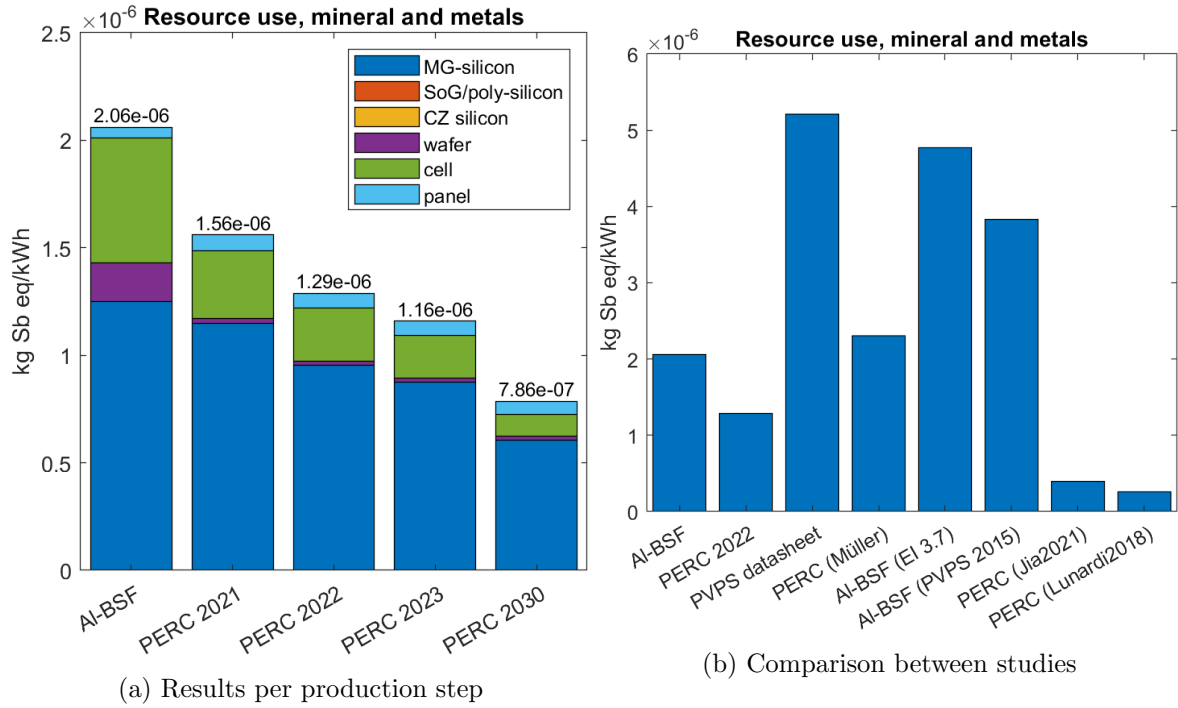 ×10⁻⁶ Resource use, mineral and metals
2.5
2
1.5
1
0.5
0
kg Sb eq/kWh
MG-silicon
SoG/poly-silicon
CZ silicon
wafer
cell
panel
2.06e-06
1.56e-06
1.29e-06
1.16e-06
7.86e-07
Al-BSF
PERC 2021
PERC 2022
PERC 2023
PERC 2030
(a) Results per production step
×10⁻⁶ Resource use, mineral and metals
6
5
4
3
2
1
0
kg Sb eq/kWh
Al-BSF
PERC 2022
PVPS datasheet
PERC (Müller)
Al-BSF (EI 3.7)
Al-BSF (PVPS 2015)
PERC (Jia2021)
PERC (Lunardi2018)
(b) Comparison between studies